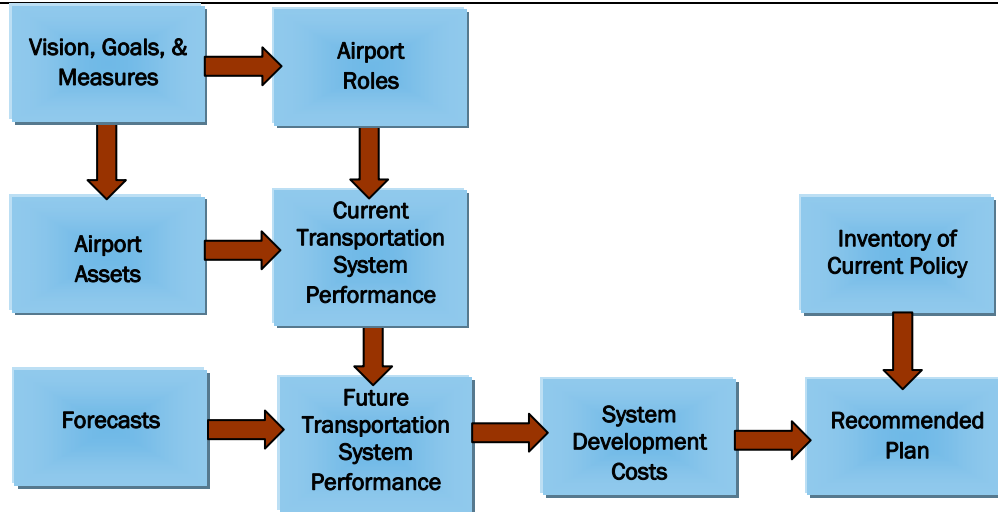 Vision, Goals, &
Measures
Airport
Roles
Airport
Assets
Current
Transportation
System
Performance
Inventory of
Current Policy
Forecasts
Future
Transportation
System
Performance
System
Development
Costs
Recommended
Plan